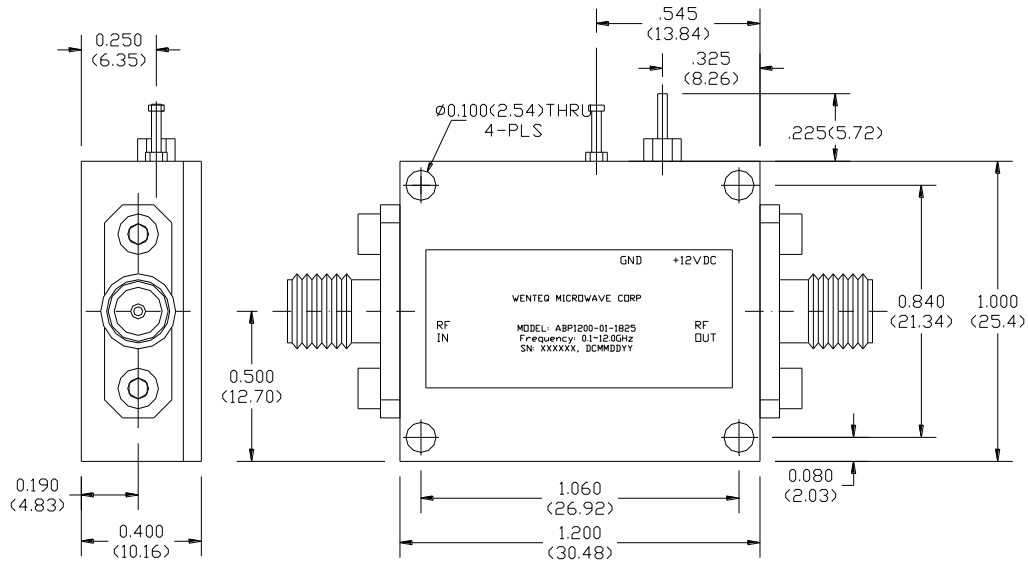 .545
(13.84)
0.250
(6.35)
.325
(8.26)
ø0.100(2.54)THRU
4-PLS
.225(5.72)
GND +12VDC
WENTEQ MICROWAVE CORP
RF
IN
MODEL: ABP1200-01-1825
Frequency: 0.1~12.0GHz
SN: XXXXXX, DCMMDDYY
RF
OUT
0.840
(21.34)
1.000
(25.4)
0.500
(12.70)
0.190
(4.83)
0.080
(2.03)
1.060
(26.92)
0.400
(10.16)
1.200
(30.48)